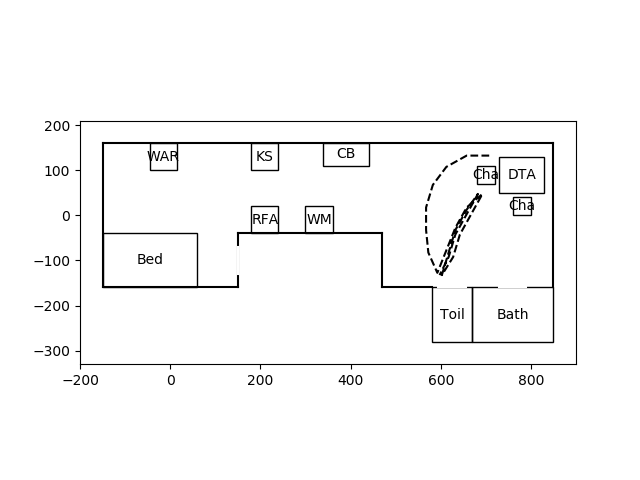 200
100
0
−100
−200
−300
−200
0
200
400
600
800
WAR
KS
CB
Cha
DTA
Cha
RFA
WM
Bed
Toil
Bath